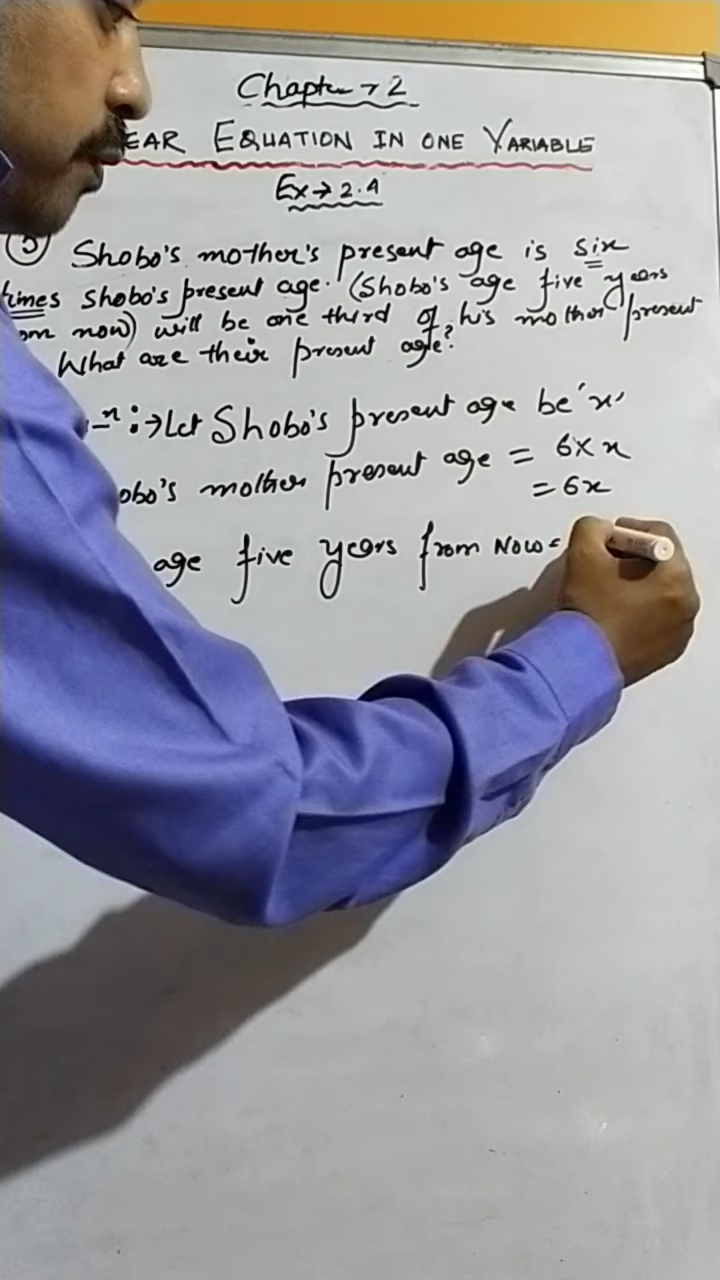 Chapter → 2
EAR EQUATION IN ONE VARIABLE
Ex → 2.4
Shobo's mother's present age is six
times shobo's present age. (Shobo's age five years
om now) will be one third of his mother present
What are their present age?
Let Shobo's present age be 'x'
obo's mother present age = 6 × x
= 6x
age five years from Now =